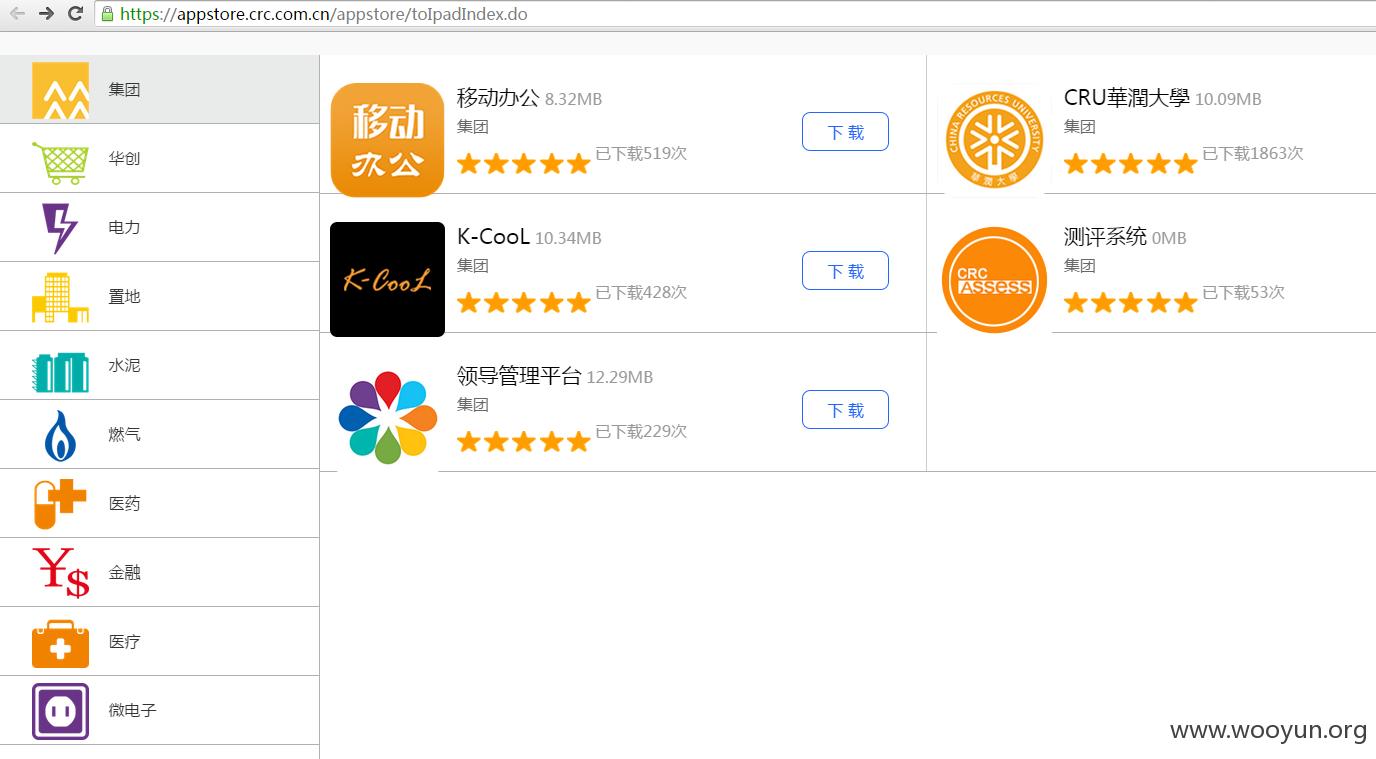 https://appstore.crc.com.cn/appstore/toIpadIndex.do
集团
华创
电力
置地
水泥
燃气
医药
金融
医疗
微电子
移动
办公
移动办公 8.32MB
集团
已下载519次
下 载
CHINA RESOURCES UNIVERSITY
華潤大學
CRU華潤大學 10.09MB
集团
已下载1863次
K-CooL
K-CooL 10.34MB
集团
已下载428次
下 载
CRC
Assess
测评系统 0MB
集团
已下载53次
领导管理平台 12.29MB
集团
已下载229次
下 载
www.wooyun.org